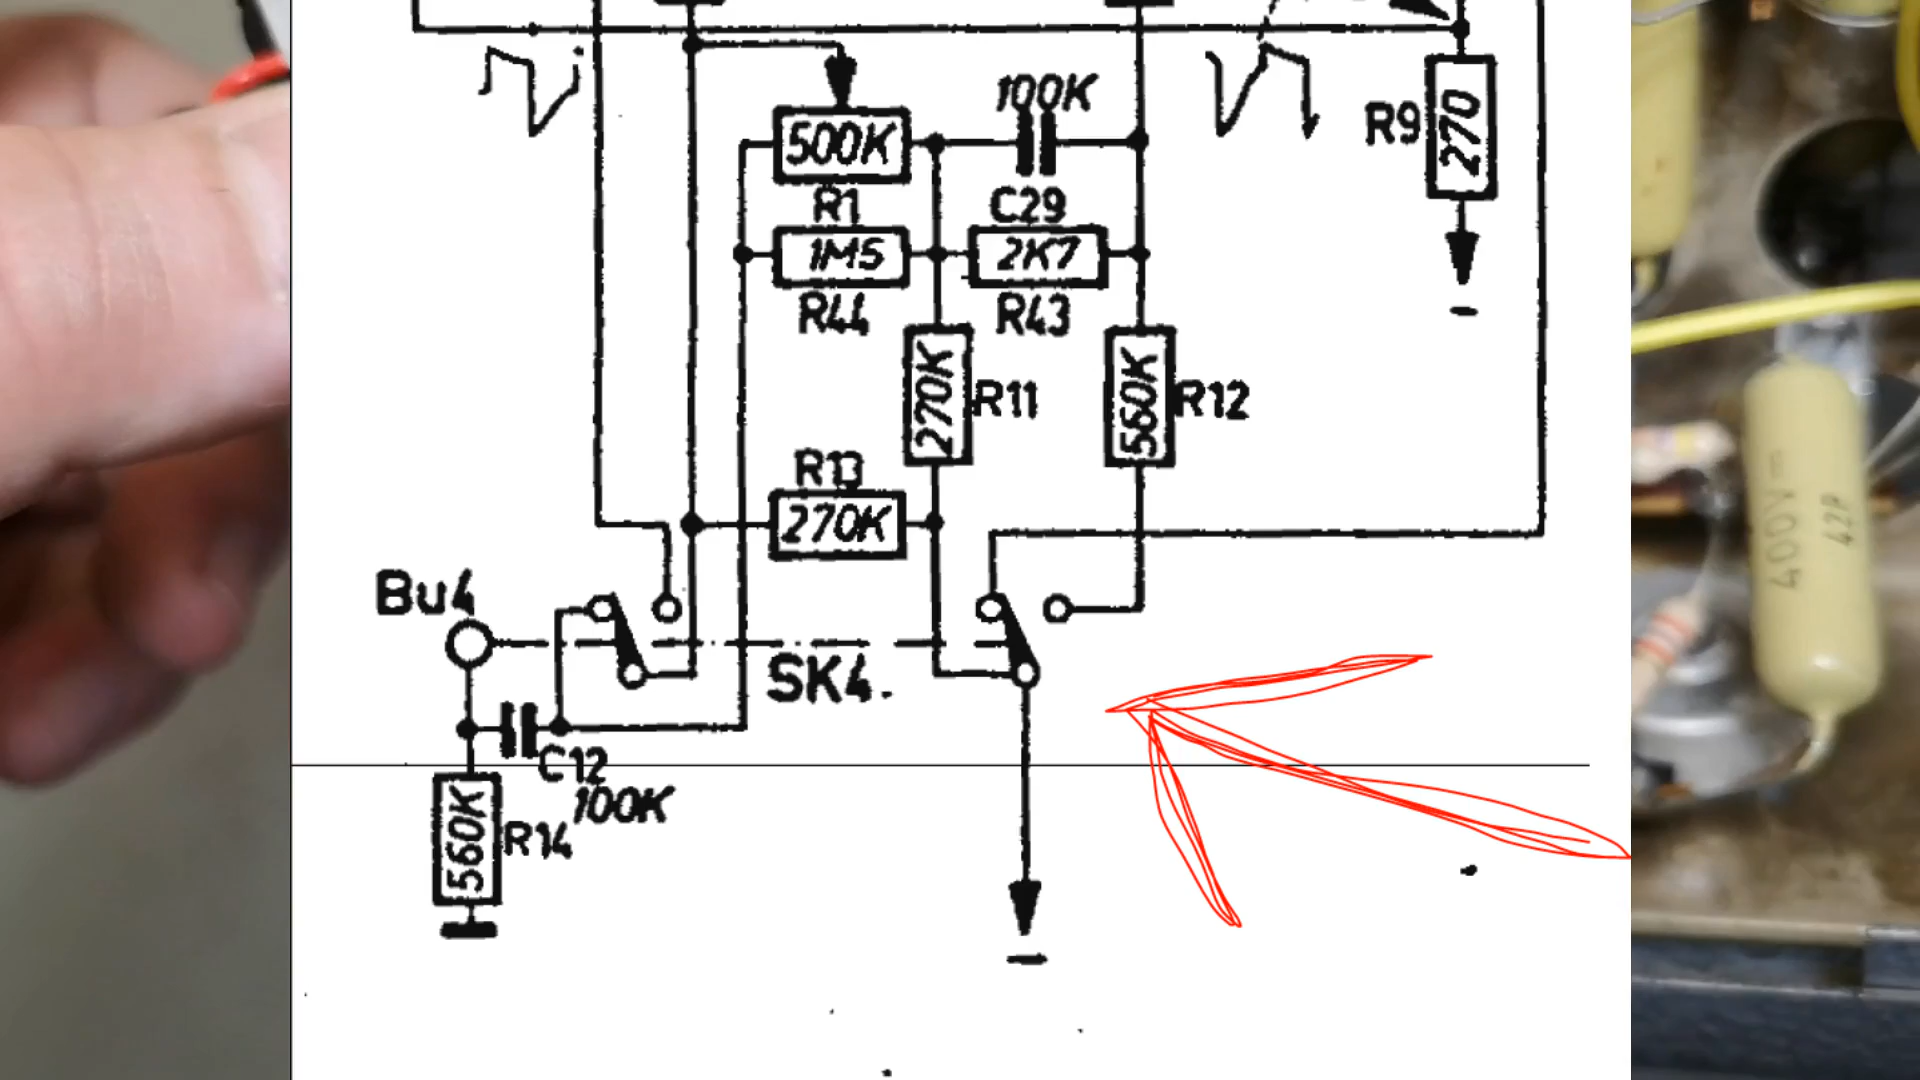 100K
500K
R9
270
R1
C29
1M5
2K7
R44
R43
270K
R11
560K
R12
R13
270K
Bu4
SK4.
C12
100K
560K
R14
-
-
400V=
42P